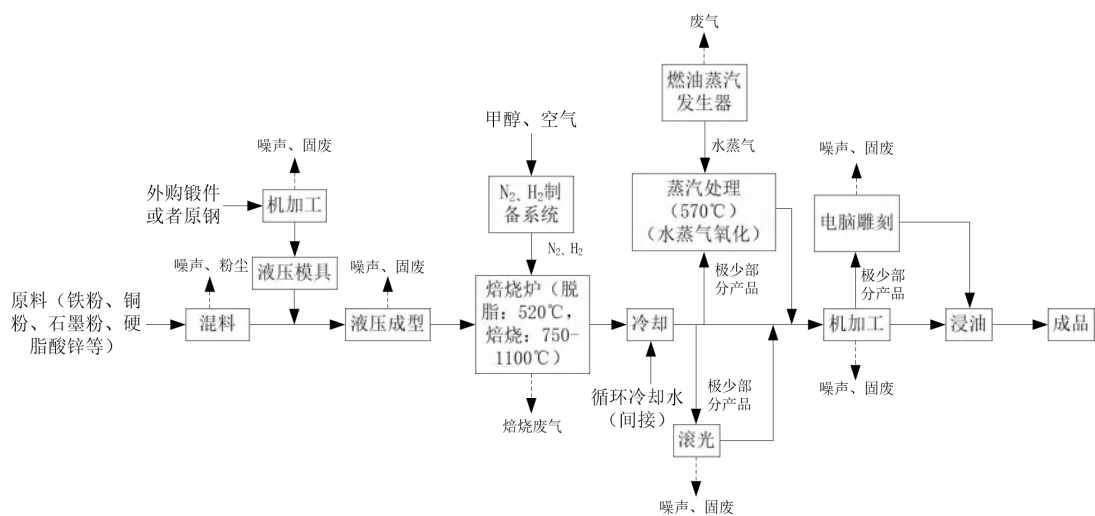 废气
燃油蒸汽
发生器
水蒸气
甲醇、空气
N₂、H₂制
备系统
N₂、H₂
噪声、固废
外购锻件
或者原钢
机加工
液压模具
噪声、粉尘
噪声、固废
原料（铁粉、铜
粉、石墨粉、硬
脂酸锌等）
混料
液压成型
焙烧炉（脱
脂：520℃，
焙烧：750-
1100℃）
焙烧废气
冷却
循环冷却水
（间接）
蒸汽处理
（570℃）
（水蒸气氧化）
极少部
分产品
极少部
分产品
滚光
噪声、固废
噪声、固废
电脑雕刻
极少部
分产品
机加工
噪声、固废
浸油
成品